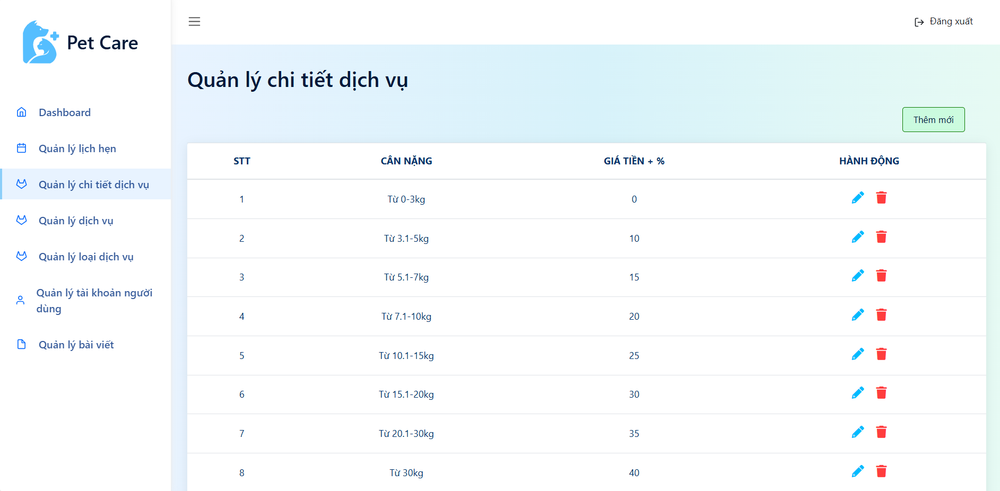 Pet Care
Đăng xuất
Dashboard
Quản lý lịch hẹn
Quản lý chi tiết dịch vụ
Quản lý dịch vụ
Quản lý loại dịch vụ
Quản lý tài khoản người
dùng
Quản lý bài viết
Quản lý chi tiết dịch vụ
Thêm mới
STT CÂN NẶNG GIÁ TIỀN + % HÀNH ĐỘNG
1 Từ 0-3kg 0
2 Từ 3.1-5kg 10
3 Từ 5.1-7kg 15
4 Từ 7.1-10kg 20
5 Từ 10.1-15kg 25
6 Từ 15.1-20kg 30
7 Từ 20.1-30kg 35
8 Từ 30kg 40